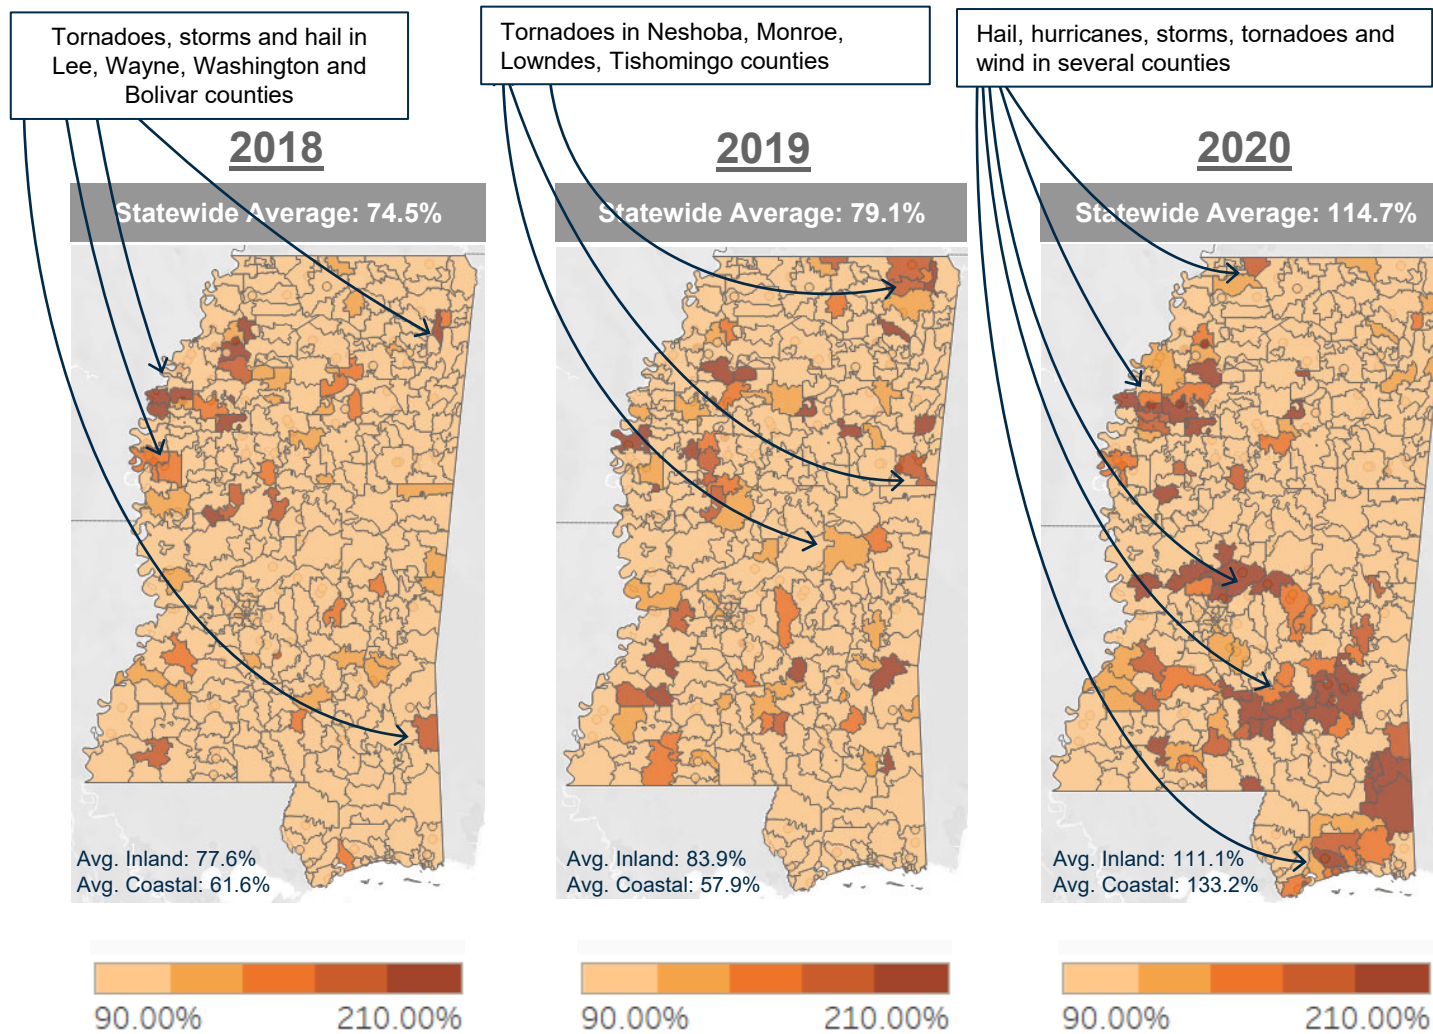 Tornadoes, storms and hail in
Lee, Wayne, Washington and
Bolivar counties
Tornadoes in Neshoba, Monroe,
Lowndes, Tishomingo counties
Hail, hurricanes, storms, tornadoes and
wind in several counties
2018
2019
2020
Statewide Average: 74.5%
Statewide Average: 79.1%
Statewide Average: 114.7%
Avg. Inland: 77.6%
Avg. Coastal: 61.6%
Avg. Inland: 83.9%
Avg. Coastal: 57.9%
Avg. Inland: 111.1%
Avg. Coastal: 133.2%
90.00% 210.00%
90.00% 210.00%
90.00% 210.00%